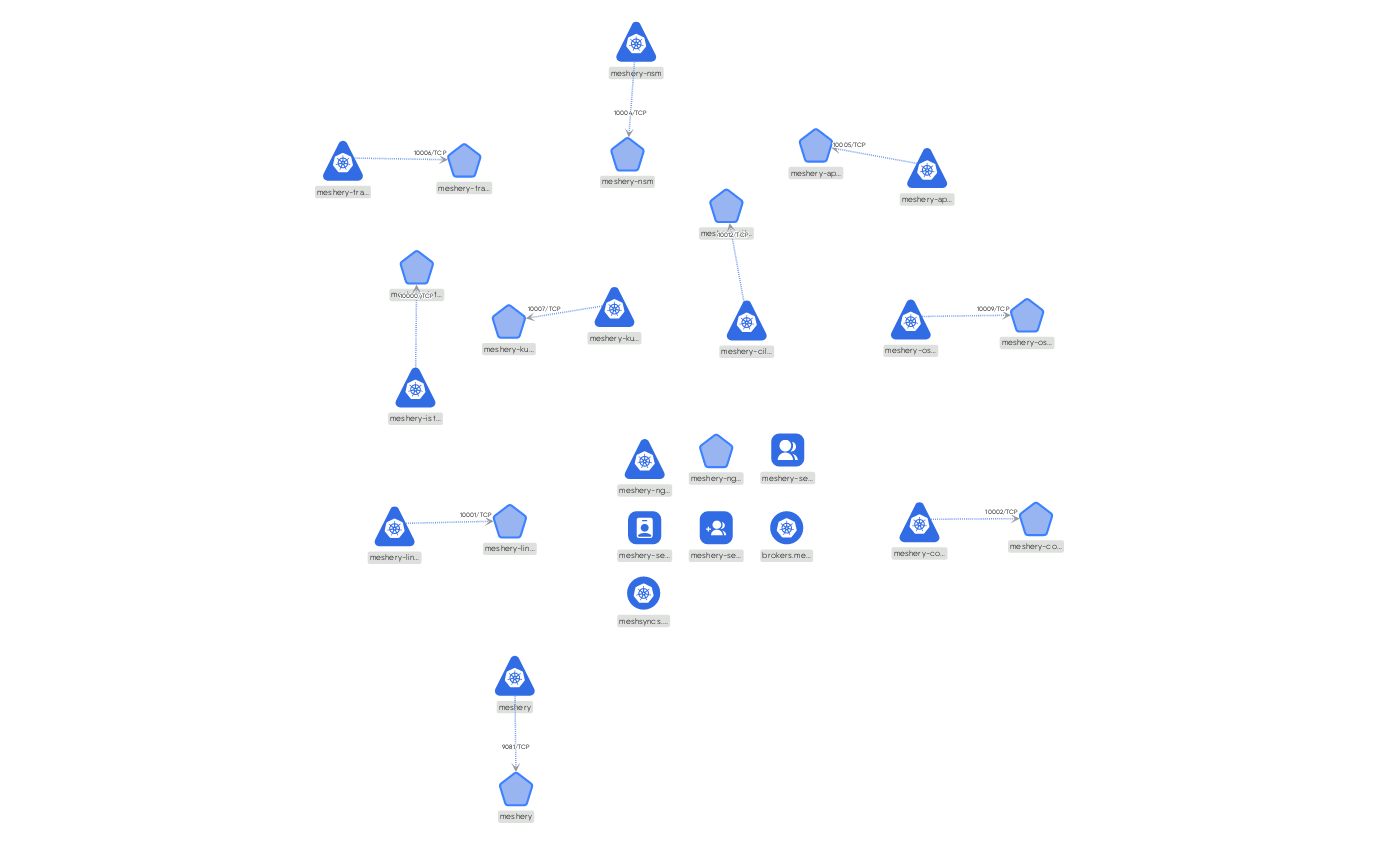 meshery-nsm
10004/TCP
meshery-nsm
10006/TCP
meshery-tra...
meshery-tra...
10005/TCP
meshery-ap...
meshery-ap...
10012/TCP
10000/TCP
10007/TCP
meshery-ku...
meshery-ku...
meshery-cil...
10009/TCP
meshery-os...
meshery-os...
meshery-ist...
meshery-ng...
meshery-ng...
meshery-se...
10001/TCP
meshery-lin...
meshery-lin...
meshery-se...
meshery-se...
brokers.me...
10002/TCP
meshery-co...
meshery-co...
meshsyncs....
meshery
9081/TCP
meshery